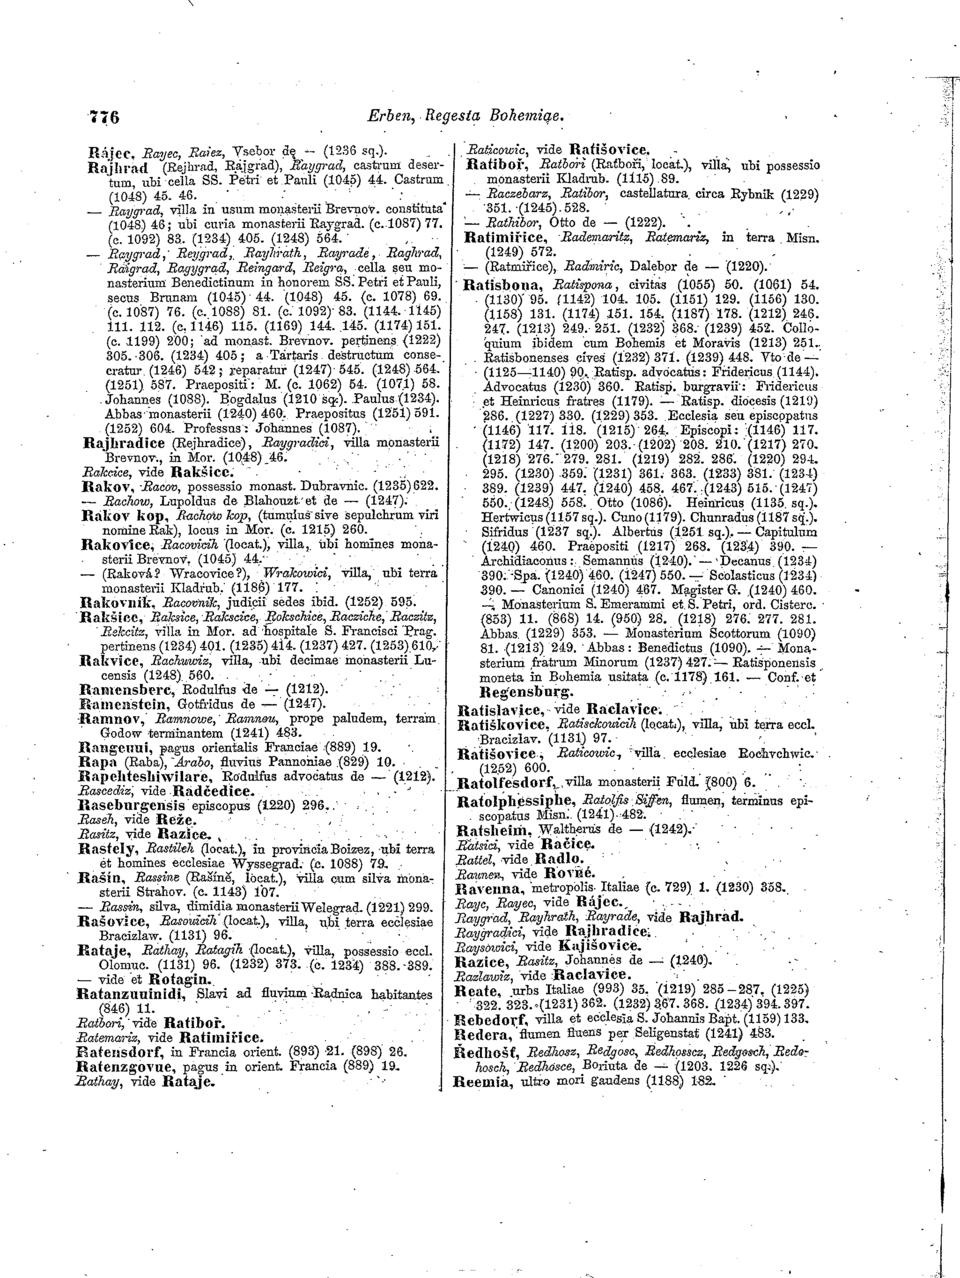 776
Erben, Regesta Bohemiae.
Rájec, Rayec, Raiez, Vsebor de — (1236 sq.).
Rajhrad (Rejhrad, Rajgrad), Raygrad, castrum deser-
tum, ubi cella SS. Petri et Pauli (1045) 44. Castrum
(1048) 45. 46.
— Raygrad, villa in usum monasterii Brevnov. constituta
(1048) 46; ubi curia monasterii Raygrad. (c. 1087) 77.
(c. 1092) 83. (1234) 405. (1248) 564.
— Raygrad, Reygrad, Rayhrath, Rayrade, Raghrad,
Raigrad, Ragygrad, Reingard, Reigra, cella seu mo-
nasterium Benedictinum in honorem SS. Petri et Pauli,
secus Brunam (1045) 44. (1048) 45. (c. 1078) 69.
(c. 1087) 76. (c. 1088) 81. (c. 1092) 83. (1144. 1145)
111. 112. (c. 1146) 115. (1169) 144. 145. (1174) 151.
(c. 1199) 200; ad monast. Brevnov. pertinens (1222)
305. 306. (1234) 405; a Tartaris destructum conse-
cratur (1246) 542; reparatur (1247) 545. (1248) 564.
(1251) 587. Praepositi: M. (c. 1062) 54. (1071) 58.
Johannes (1088). Bogdalus (1210 sq.). Paulus (1234).
Abbas monasterii (1240) 460. Praepositus (1251) 591.
(1252) 604. Professus: Johannes (1087).
Rajhradice (Rejhradice), Raygradici, villa monasterii
Brevnov., in Mor. (1048) 46.
Rakcice, vide Rakšice.
Rakov, Racov, possessio monast. Dubravnic. (1235) 622.
— Rachow, Lupoldus de Blahouzt et de — (1247).
Rakov kop, Rachow kop, (tumulus sive sepulchrum viri
nomine Rak), locus in Mor. (c. 1215) 260.
Rakovice, Racovicih (locat.), villa, ubi homines mona-
sterii Brevnov. (1045) 44.
— (Raková? Wracovice?), Wrakowici, villa, ubi terra
monasterii Kladrub. (1186) 177.
Rakovník, Racovnik, judicii sedes ibid. (1252) 595.
Rakšice, Raksice, Rakscice, Rokschice, Racziche, Raczitz,
Rekcitz, villa in Mor. ad hospitale S. Francisci Prag.
pertinens (1234) 401. (1235) 414. (1237) 427. (1253) 610.
Rakvice, Rachuwiz, villa, ubi decimae monasterii Lu-
censis (1248) 560.
Ramensberc, Rodulfus de — (1212).
Ramenstein, Gotfridus de — (1247).
Ramnov, Ramnowe, Ramnou, prope paludem, terram
Godow terminantem (1241) 483.
Rangeuui, pagus orientalis Franciae (889) 19.
Rapa (Raba), Arabo, fluvius Pannoniae (829) 10.
Rapehteshiwilare, Rodulfus advocatus de — (1212).
Rascediz, vide Radčedice.
Raseburgensis episcopus (1220) 296.
Raseh, vide Reže.
Rasitz, vide Razice.
Rastely, Rastileh (locat.), in provincia Boizez, ubi terra
et homines ecclesiae Wyssegrad. (c. 1088) 79.
Rašín, Rassine (Rašíně, locat.), villa cum silva mona-
sterii Strahov. (c. 1143) 107.
— Rassin, silva, dimidia monasterii Welegrad. (1221) 299.
Rašovice, Rasouicih (locat.), villa, ubi terra ecclesiae
Bracizlaw. (1131) 96.
Rataje, Rathay, Ratagih (locat.), villa, possessio eccl.
Olomuc. (1131) 96. (1232) 373. (c. 1234) 388. 389.
— vide et Rotagin.
Ratanzuuinidi, Slavi ad fluvium Radnica habitantes
(846) 11.
Ratbori, vide Ratiboř.
Ratemariz, vide Ratimiřice.
Ratensdorf, in Francia orient. (893) 21. (898) 26.
Ratenzgovue, pagus in orient. Francia (889) 19.
Rathay, vide Rataje.
Raticowic, vide Ratišovice.
Ratiboř, Ratbori (Ratboři, locat.), villa, ubi possessio
monasterii Kladrub. (1115) 89.
— Raczebarz, Ratibor, castellatura circa Rybnik (1229)
351. (1245) 528.
— Rathibor, Otto de — (1222).
Ratimiřice, Rademaritz, Ratemariz, in terra Misn.
(1249) 572.
— (Ratmiřice), Radmiric, Dalebor de — (1220).
Ratisbona, Ratispona, civitas (1055) 50. (1061) 54.
(1130) 95. (1142) 104. 105. (1151) 129. (1156) 130.
(1158) 131. (1174) 151. 154. (1187) 178. (1212) 246.
247. (1213) 249. 251. (1232) 368. (1239) 452. Collo-
quium ibidem cum Bohemis et Moravis (1213) 251.
Ratisbonenses cives (1232) 371. (1239) 448. Vto de —
(1125—1140) 90. Ratisp. advocatus: Fridericus (1144).
Advocatus (1230) 360. Ratisp. burgravii: Fridericus
et Heinricus fratres (1179). — Ratisp. diocesis (1219)
286. (1227) 330. (1229) 353. Ecclesia seu episcopatus
(1146) 117. 118. (1215) 264. Episcopi: (1146) 117.
(1172) 147. (1200) 203. (1202) 208. 210. (1217) 270.
(1218) 276. 279. 281. (1219) 282. 286. (1220) 294.
295. (1230) 359. (1231) 361. 363. (1233) 381. (1234)
389. (1239) 447. (1240) 458. 467. (1243) 515. (1247)
550. (1248) 558. Otto (1086). Heinricus (1135 sq.).
Hertwicus (1157 sq.). Cuno (1179). Chunradus (1187 sq.).
Sifridus (1237 sq.). Albertus (1251 sq.). — Capitulum
(1240) 460. Praepositi (1217) 268. (1234) 390. —
Archidiaconus: Semannus (1240). — Decanus (1234)
390. Spa. (1240) 460. (1247) 550. — Scolasticus (1234)
390. — Canonici (1240) 467. Magister G. (1240) 460.
— Monasterium S. Emerammi et S. Petri, ord. Cisterc.
(853) 11. (868) 14. (950) 28. (1218) 276. 277. 281.
Abbas (1229) 353. — Monasterium Scottorum (1090)
81. (1213) 249. Abbas: Benedictus (1090). — Mona-
sterium fratrum Minorum (1237) 427. — Ratisponensis
moneta in Bohemia usitata (c. 1178) 161. — Conf. et
Regensburg.
Ratislavice, vide Raclavice.
Ratiškovice, Ratisckouicih (locat.), villa, ubi terra eccl.
Bracizlav. (1131) 97.
Ratišovice, Raticowic, villa ecclesiae Rochvchwic.
(1252) 600.
Ratolfesdorf, villa monasterii Fuld. (800) 6.
Ratolphessiphe, Ratolfis Siffen, flumen, terminus epi-
scopatus Misn. (1241) 482.
Ratsheim, Waltherus de — (1242).
Ratsici, vide Račice.
Rattel, vide Radlo.
Raunen, vide Rovné.
Ravenna, metropolis Italiae (c. 729) 1. (1230) 358.
Rayc, Rayec, vide Rájec.
Raygrad, Rayhrath, Rayrade, vide Rajhrad.
Raygradici, vide Rajhradice.
Raysowici, vide Kajišovice.
Razice, Rasitz, Johannes de — (1240).
Razlawiz, vide Raclavice.
Reate, urbs Italiae (993) 35. (1219) 285—287. (1225)
322. 323. (1231) 362. (1232) 367. 368. (1234) 394. 397.
Rebedorf, villa et ecclesia S. Johannis Bapt. (1159) 133.
Redera, flumen fluens per Seligenstat (1241) 483.
Ředhošť, Redhosz, Redgosc, Redhosscz, Redgosch, Redo-
hosch, Redhosce, Boriuta de — (1203. 1226 sq.).
Reemia, ultro mori gaudens (1188) 182.